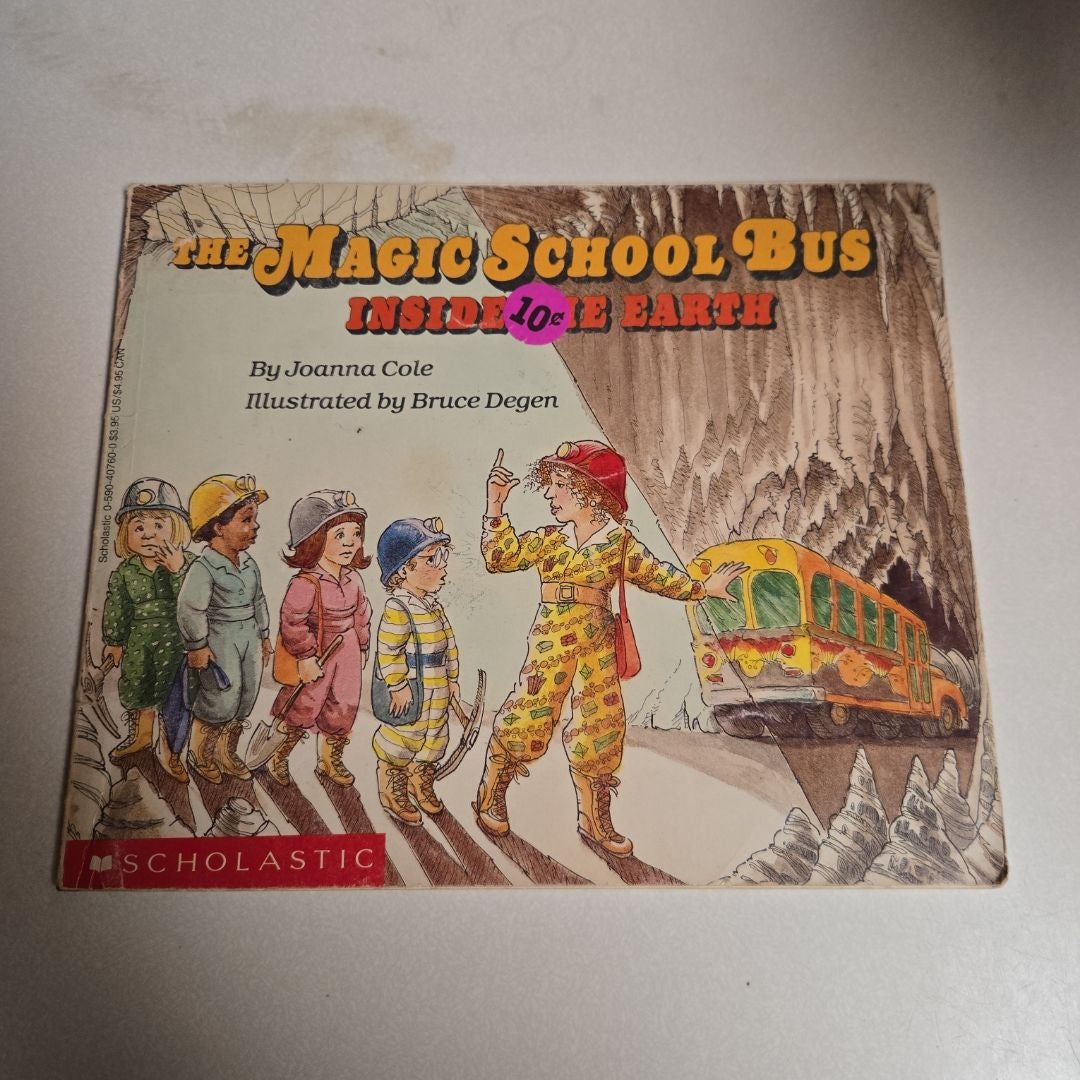 THE MAGIC SCHOOL BUS
INSIDE E EARTH
10¢
By Joanna Cole
Illustrated by Bruce Degen
Scholastic 0-590-40760-0 $3.95 US/$4.95 CAN
SCHOLASTIC